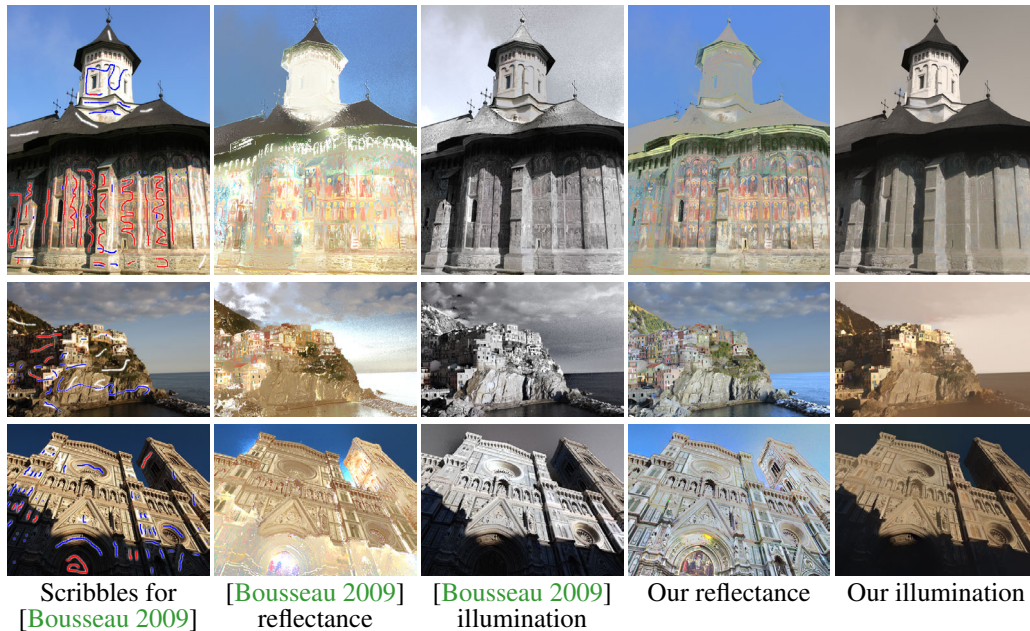 Scribbles for
[Bousseau 2009]
[Bousseau 2009]
reflectance
[Bousseau 2009]
illumination
Our reflectance
Our illumination